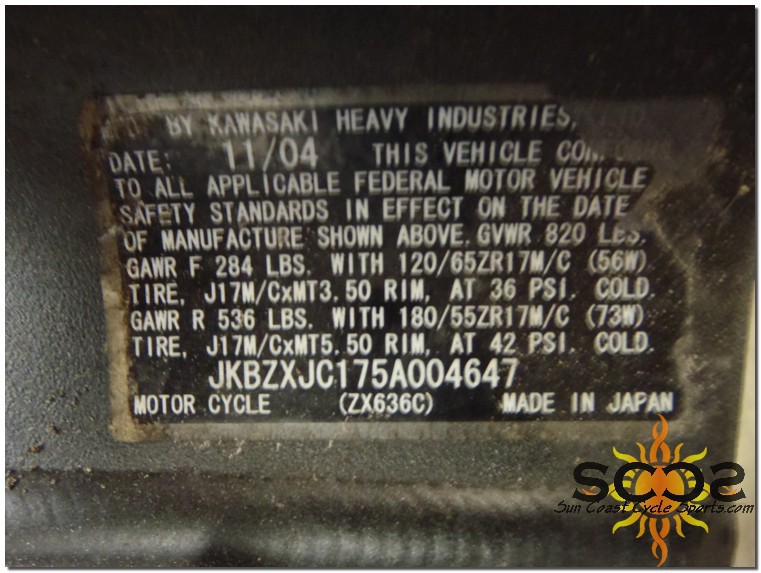 BY KAWASAKI HEAVY INDUSTRIES,
DATE: 11/04 THIS VEHICLE CONFORMS
TO ALL APPLICABLE FEDERAL MOTOR VEHICLE
SAFETY STANDARDS IN EFFECT ON THE DATE
OF MANUFACTURE SHOWN ABOVE. GVWR 820 LBS.
GAWR F 284 LBS. WITH 120/65ZR17M/C (56W)
TIRE, J17M/CxMT3.50 RIM, AT 36 PSI. COLD.
GAWR R 536 LBS. WITH 180/55ZR17M/C (73W)
TIRE, J17M/CxMT5.50 RIM, AT 42 PSI. COLD.
JKBZXJC175A004647
MOTOR CYCLE (ZX636C) MADE IN JAPAN
Sun Coast Cycle Sports.com